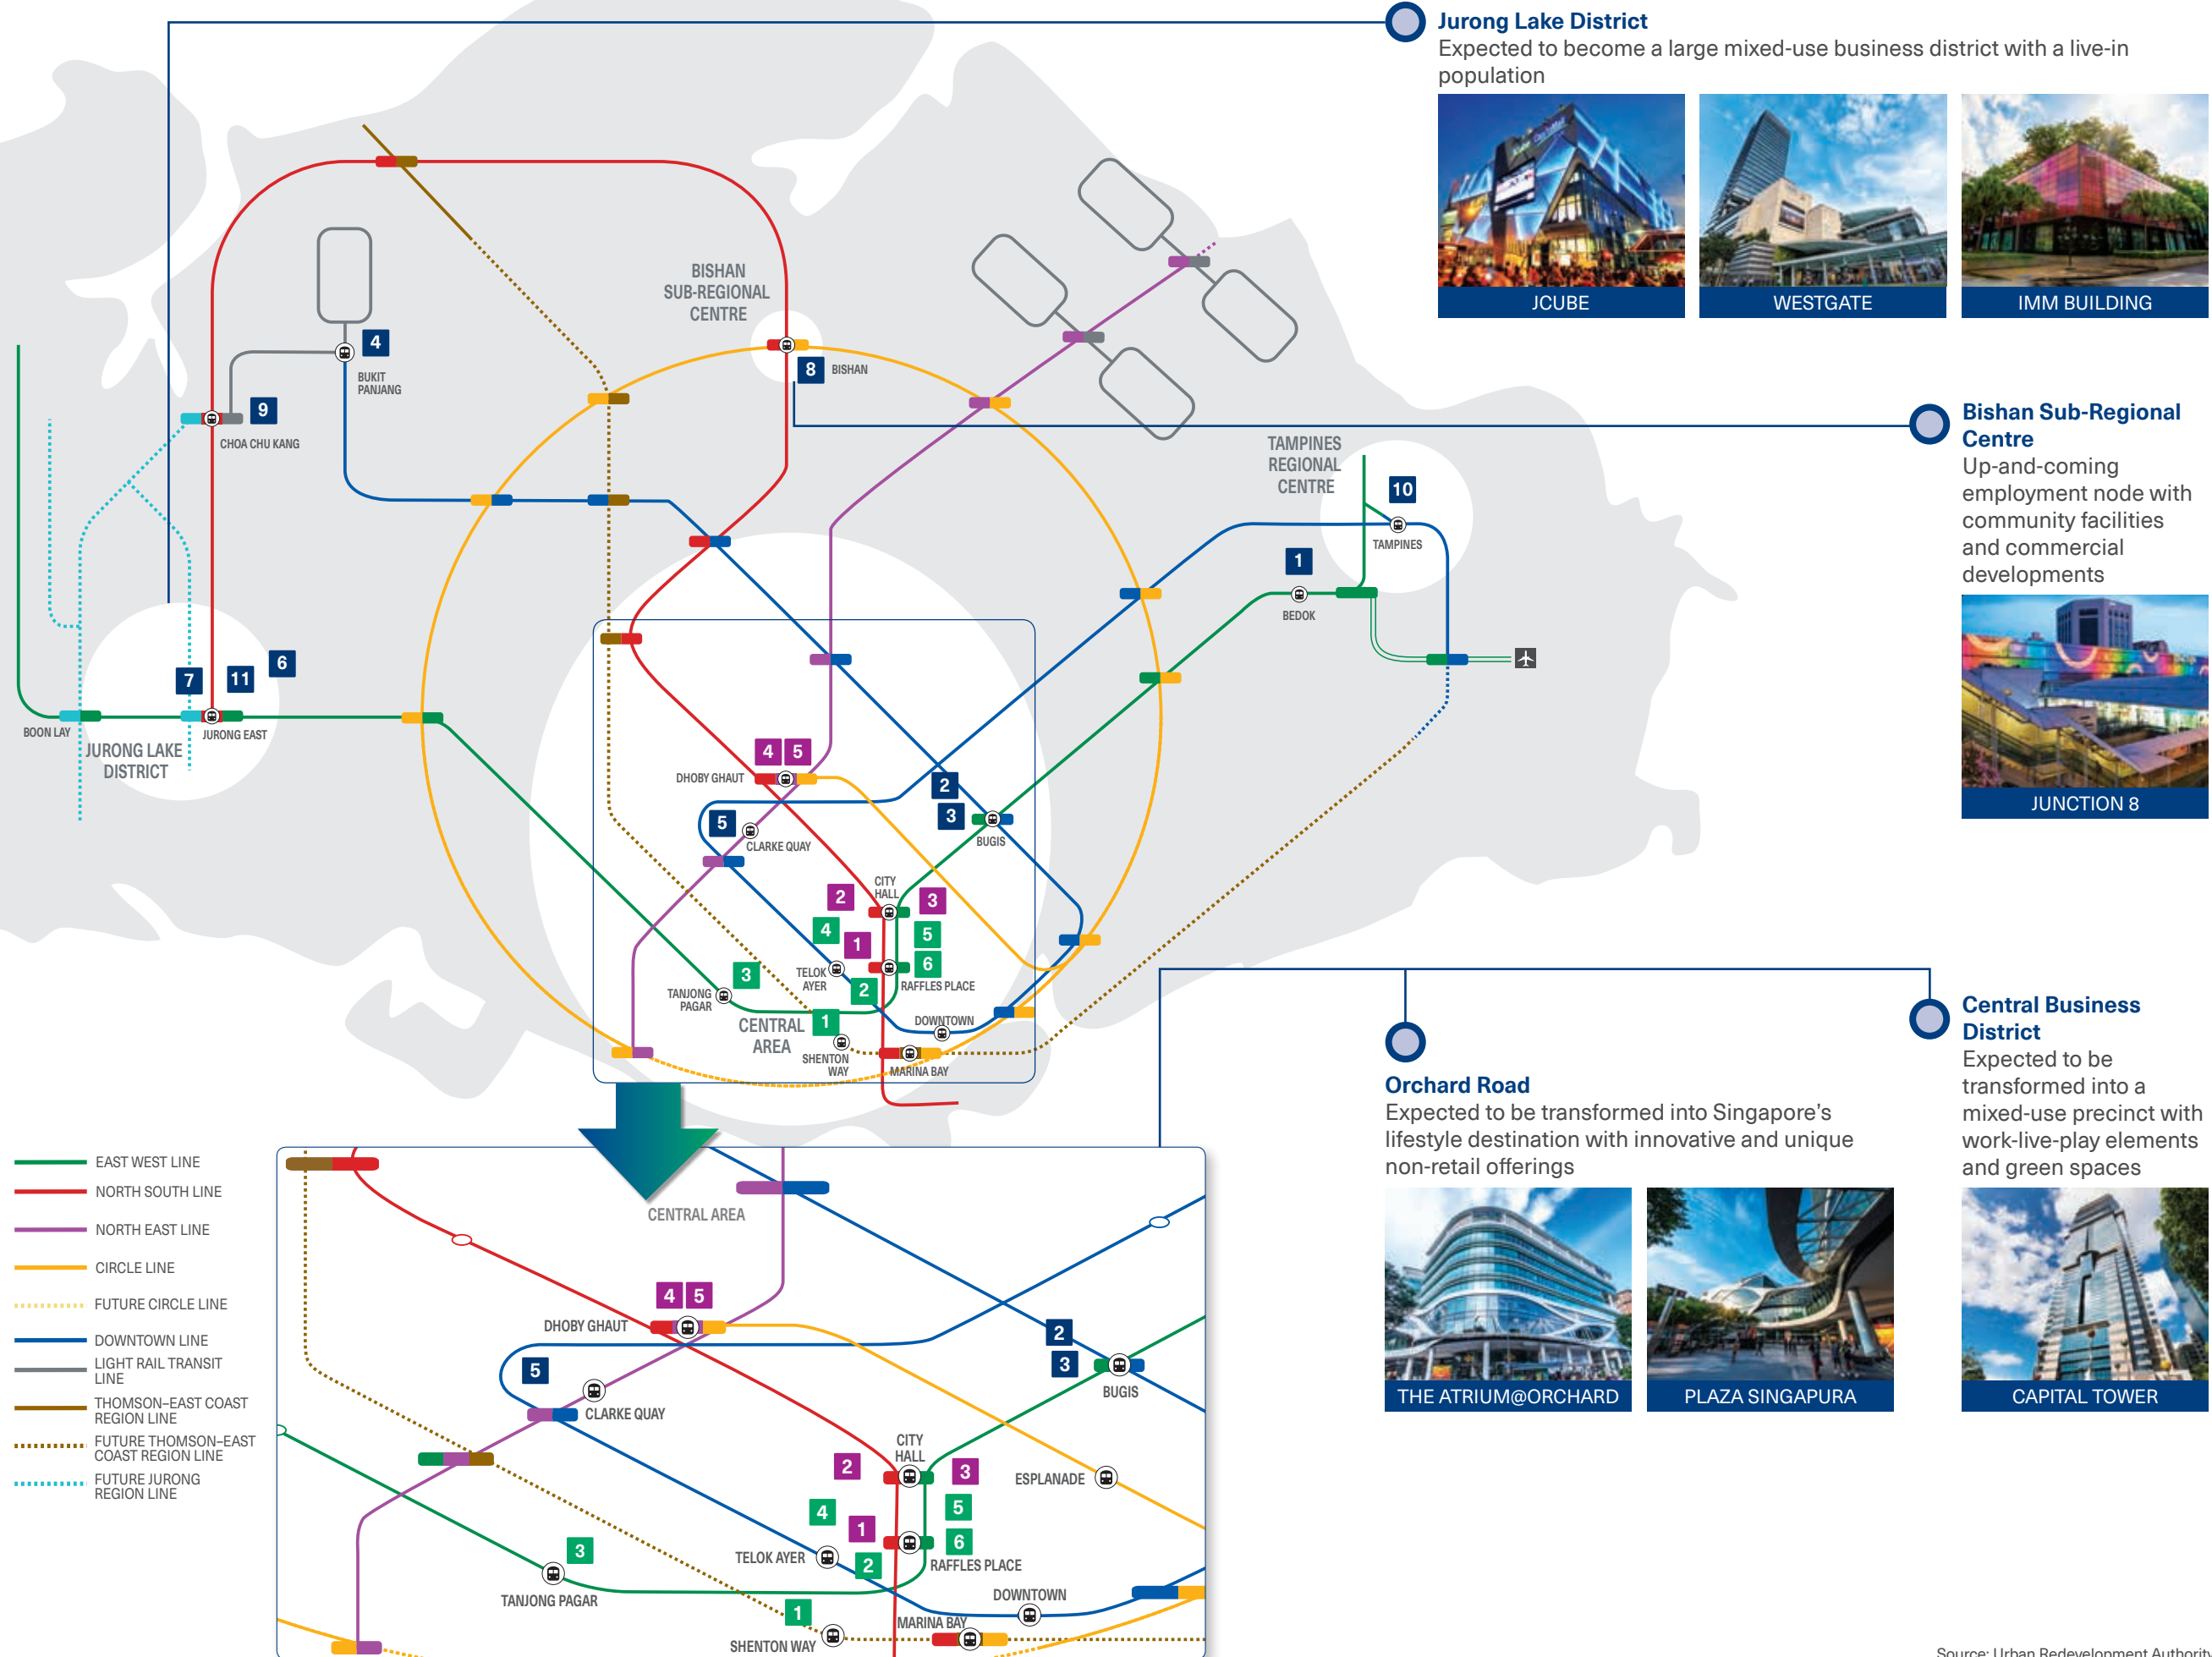 Jurong Lake District
Expected to become a large mixed-use business district with a live-in
population
JCUBE
WESTGATE
IMM BUILDING
BISHAN
SUB-REGIONAL
CENTRE
4
BUKIT
PANJANG
8
BISHAN
9
CHOA CHU KANG
Bishan Sub-Regional
Centre
Up-and-coming
employment node with
community facilities
and commercial
developments
JUNCTION 8
TAMPINES
REGIONAL
CENTRE
10
TAMPINES
1
BEDOK
7
11
6
BOON LAY
JURONG EAST
JURONG LAKE
DISTRICT
4
5
DHOBY GHAUT
2
3
BUGIS
5
CLARKE QUAY
CITY
HALL
2
3
4
1
5
6
TELOK
AYER
2
RAFFLES PLACE
3
TANJONG
PAGAR
1
CENTRAL
AREA
SHENTON
WAY
DOWNTOWN
MARINA BAY
Orchard Road
Expected to be transformed into Singapore's
lifestyle destination with innovative and unique
non-retail offerings
THE ATRIUM@ORCHARD
PLAZA SINGAPURA
Central Business
District
Expected to be
transformed into a
mixed-use precinct with
work-live-play elements
and green spaces
CAPITAL TOWER
EAST WEST LINE
NORTH SOUTH LINE
NORTH EAST LINE
CIRCLE LINE
FUTURE CIRCLE LINE
DOWNTOWN LINE
LIGHT RAIL TRANSIT
LINE
THOMSON–EAST COAST
REGION LINE
FUTURE THOMSON–EAST
COAST REGION LINE
FUTURE JURONG
REGION LINE
CENTRAL AREA
4
5
DHOBY GHAUT
2
3
BUGIS
5
CLARKE QUAY
CITY
HALL
2
3
ESPLANADE
4
1
5
6
TELOK AYER
2
RAFFLES PLACE
3
TANJONG PAGAR
1
SHENTON WAY
DOWNTOWN
MARINA BAY
Source: Urban Redevelopment Authority